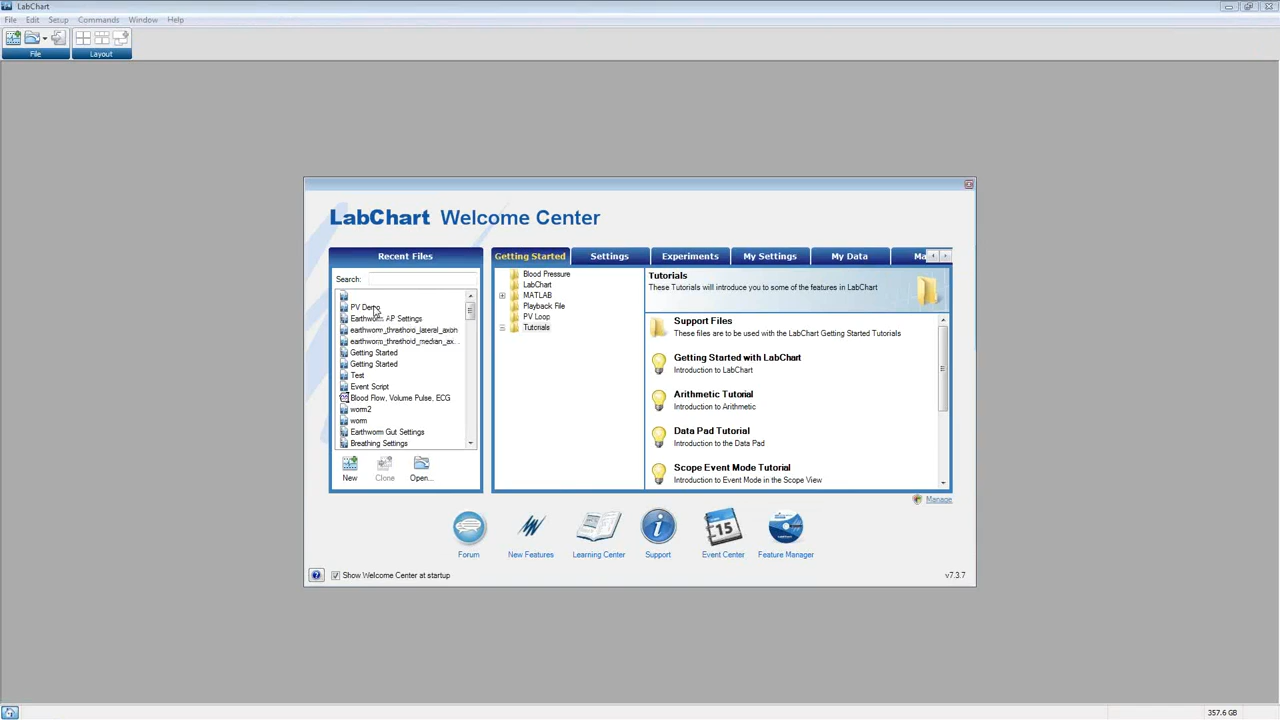 LabChart
File Edit Setup Commands Window Help
File Layout
LabChart Welcome Center
Recent Files
Search:
PV Demo
Earthworm AP Settings
earthworm_threthold_lateral_axon
earthworm_threthold_median_ax...
Getting Started
Getting Started
Test
Event Script
Blood Flow, Volume Pulse, ECG
worm2
worm
Earthworm Gut Settings
Breathing Settings
New Clone Open...
Getting Started Settings Experiments My Settings My Data Ma
Blood Pressure
LabChart
MATLAB
Playback File
PV Loop
Tutorials
Tutorials
These Tutorials will introduce you to some of the features in LabChart
Support Files
These files are to be used with the LabChart Getting Started Tutorials
Getting Started with LabChart
Introduction to LabChart
Arithmetic Tutorial
Introduction to Arithmetic
Data Pad Tutorial
Introduction to the Data Pad
Scope Event Mode Tutorial
Introduction to Event Mode in the Scope View
Manage
15
Forum New Features Learning Center Support Event Center Feature Manager
Show Welcome Center at startup
v7.3.7
357.6 GB